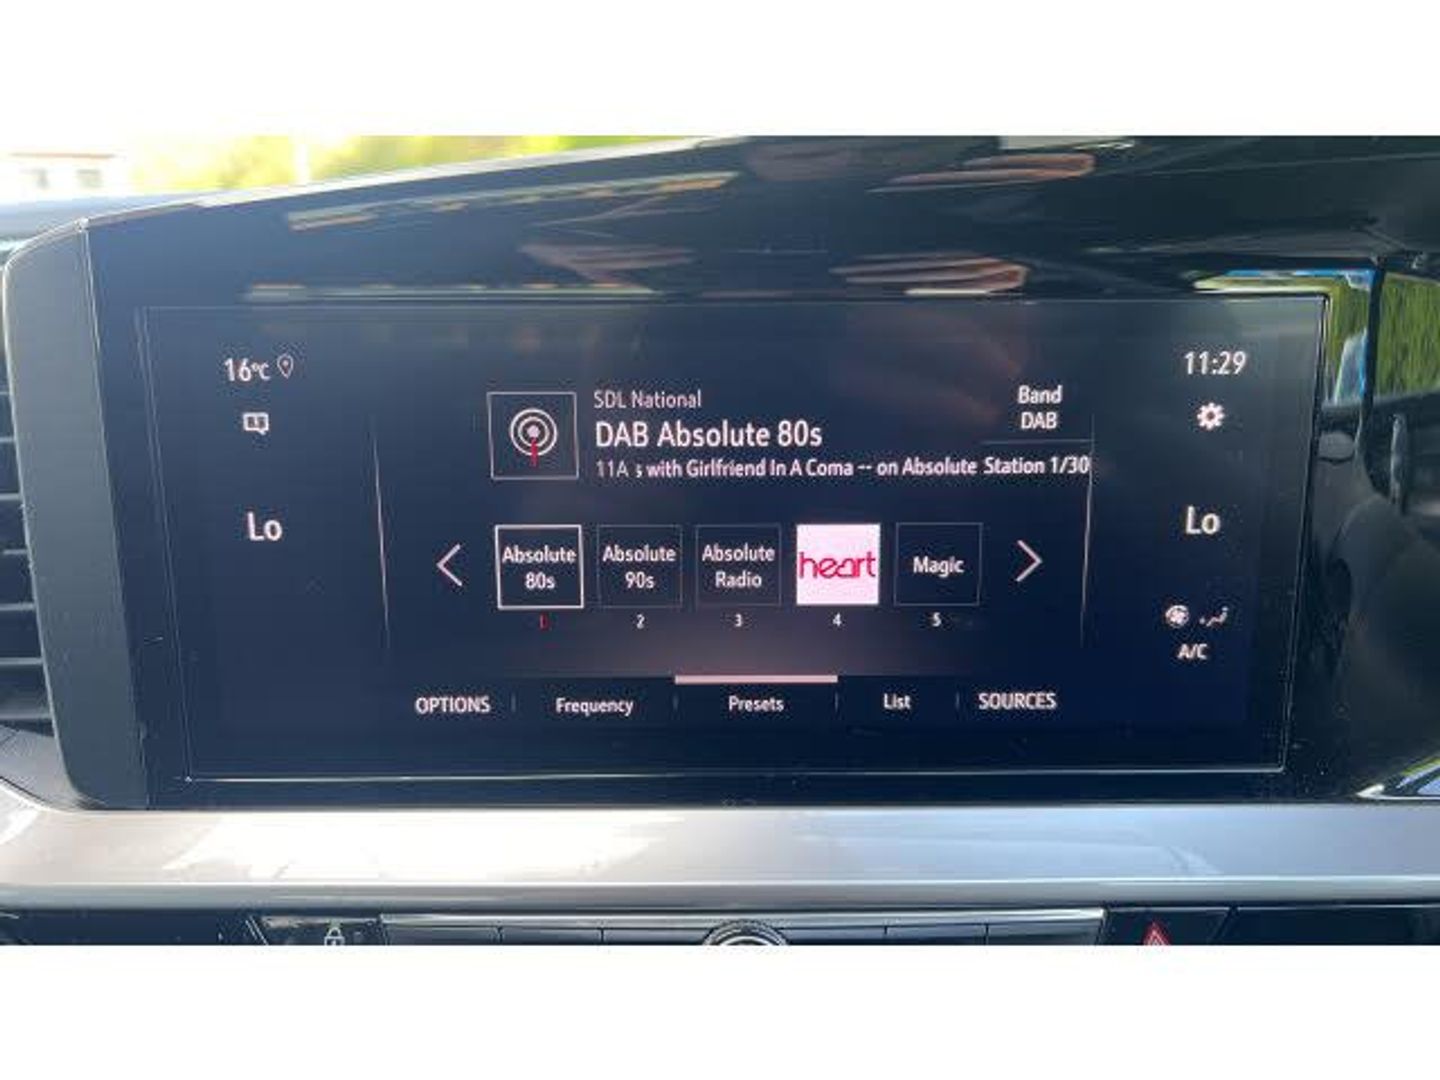 16°C
11:29
SDL National
Band
DAB Absolute 80s
DAB
11A s with Girlfriend In A Coma -- on Absolute Station 1/30
Lo
Lo
Absolute 80s
Absolute 90s
Absolute Radio
heart
Magic
1
2
3
4
5
A/C
OPTIONS
Frequency
Presets
List
SOURCES